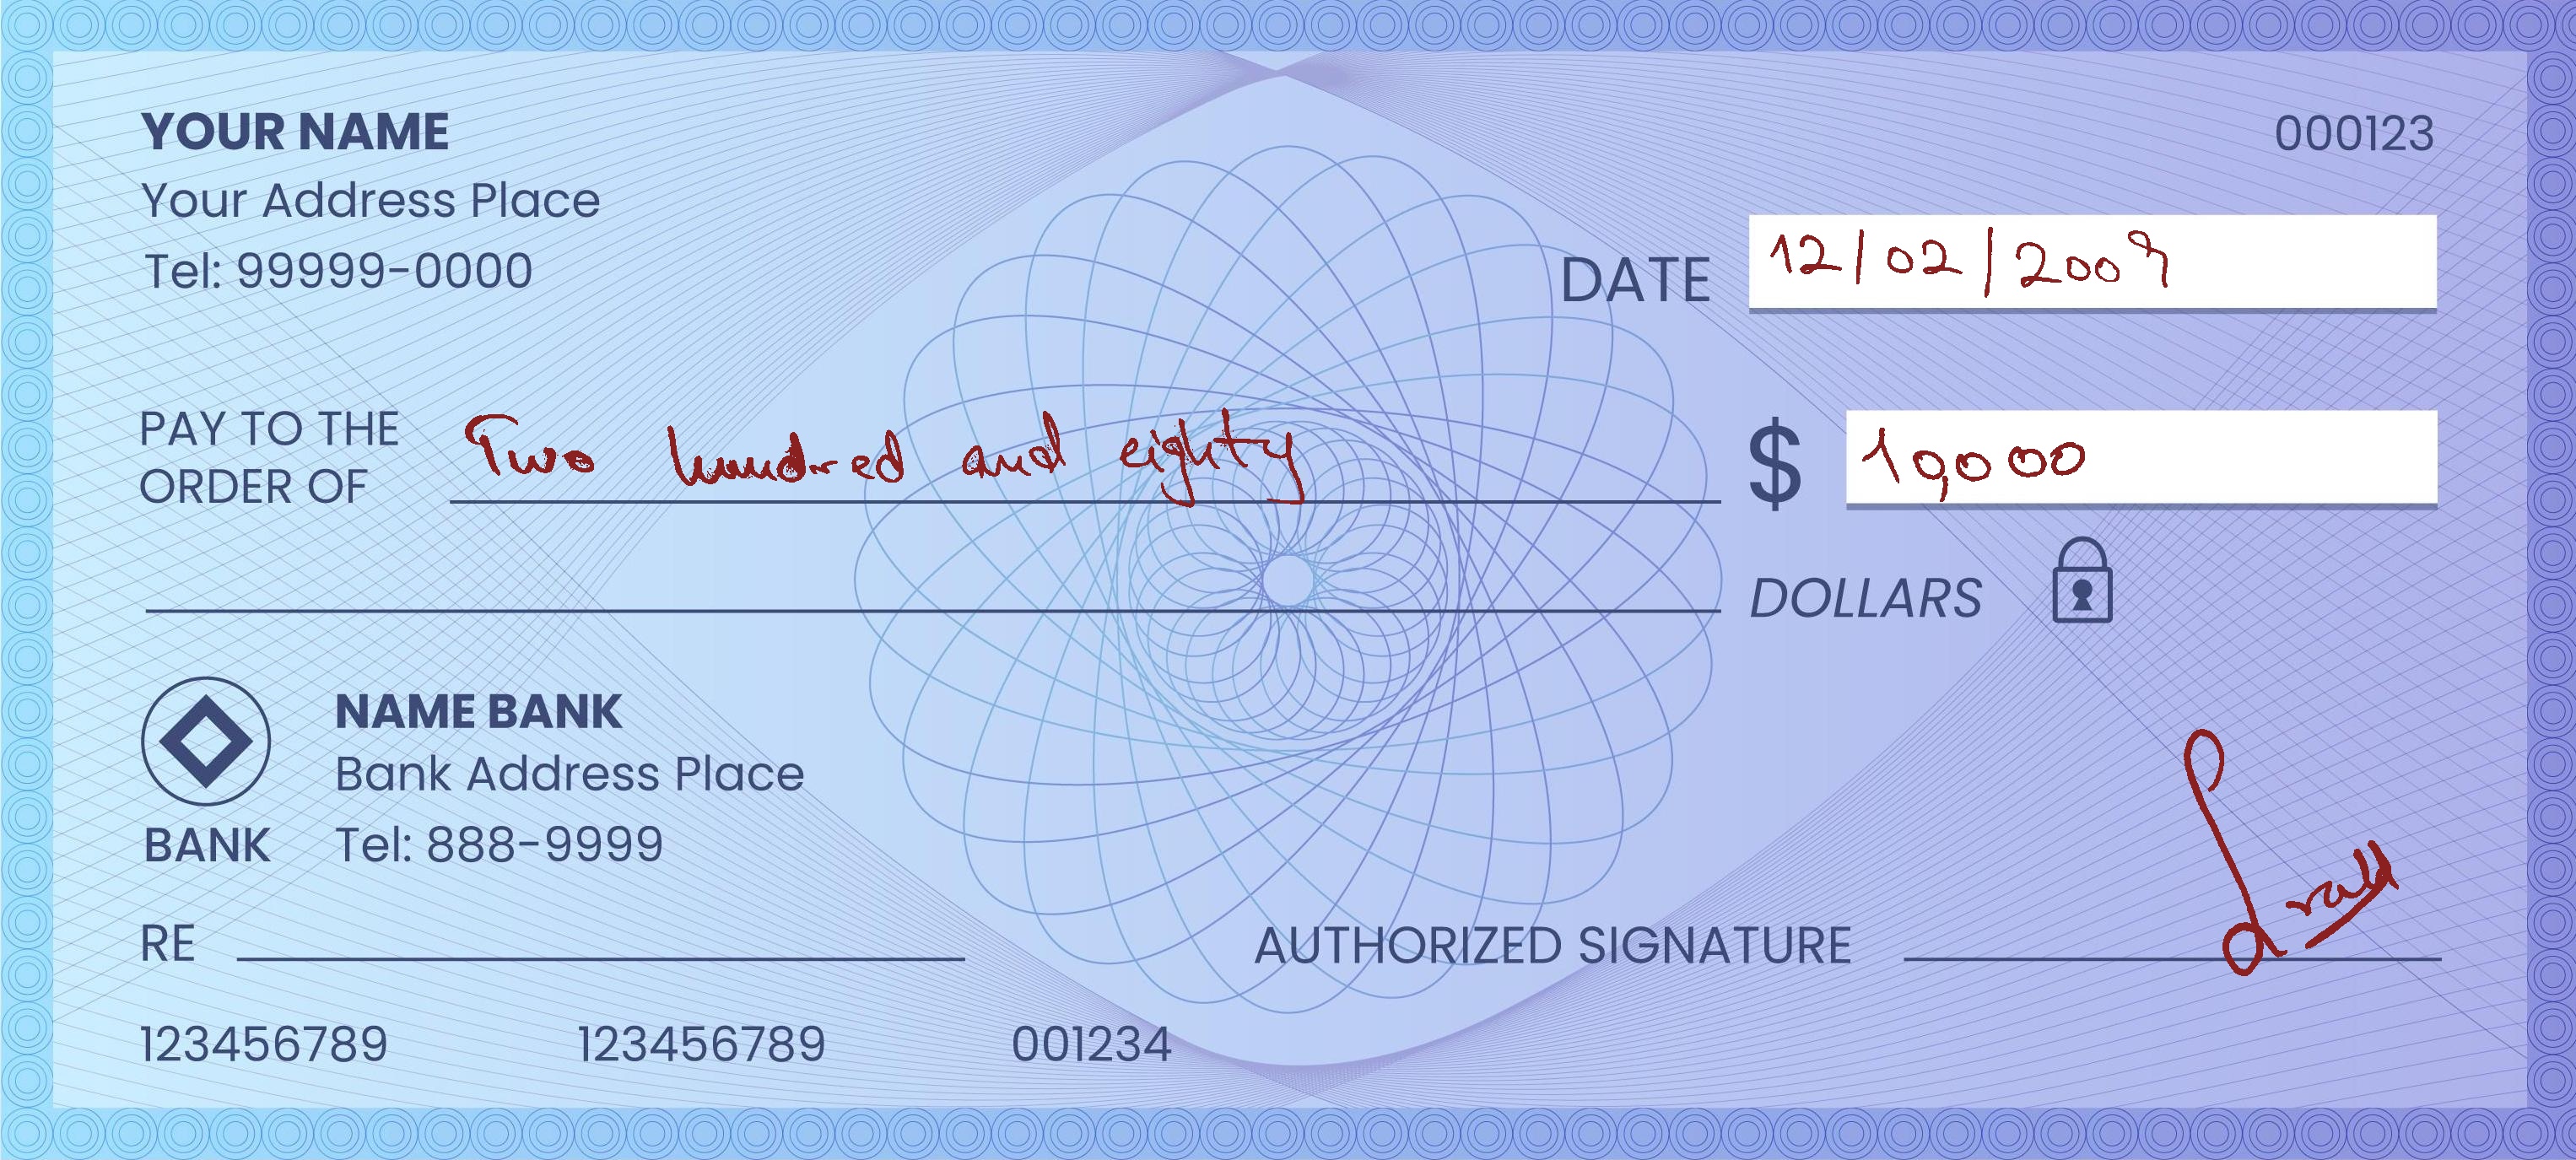 YOUR NAME
000123
Your Address Place
Tel: 99999-0000
DATE 12/02/2009
PAY TO THE
ORDER OF Two hundred and eighty $ 10,000
DOLLARS
NAME BANK
Bank Address Place
BANK Tel: 888-9999
RE AUTHORIZED SIGNATURE
123456789 123456789 001234